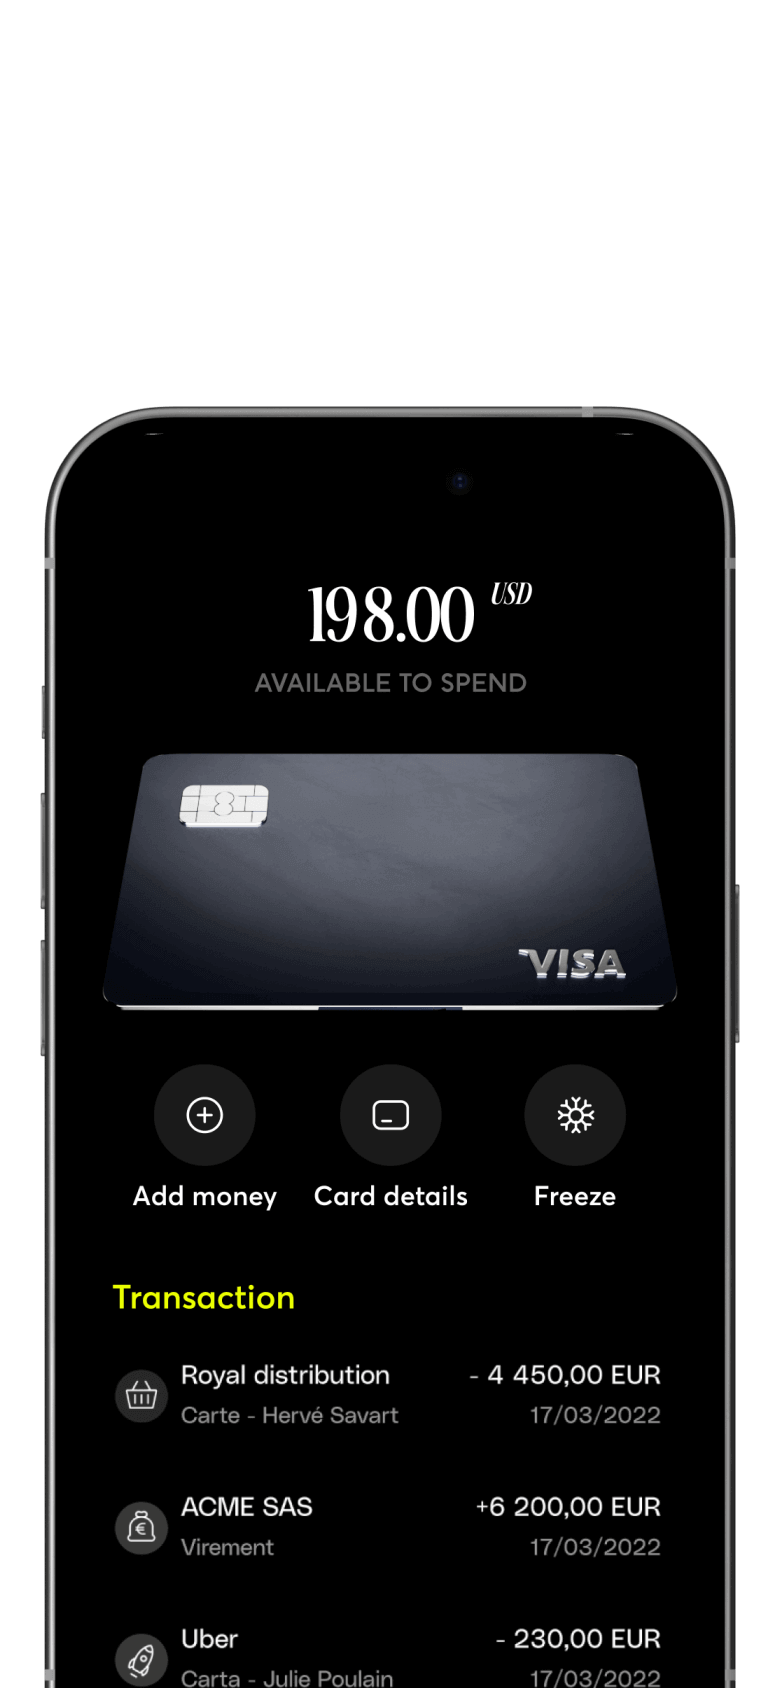 198.00 USD
AVAILABLE TO SPEND
VISA
Add money Card details Freeze
Transaction
Royal distribution - 4 450,00 EUR
Carte - Hervé Savart 17/03/2022
ACME SAS +6 200,00 EUR
Virement 17/03/2022
Uber - 230,00 EUR
Carta - Julie Poulain 17/03/2022